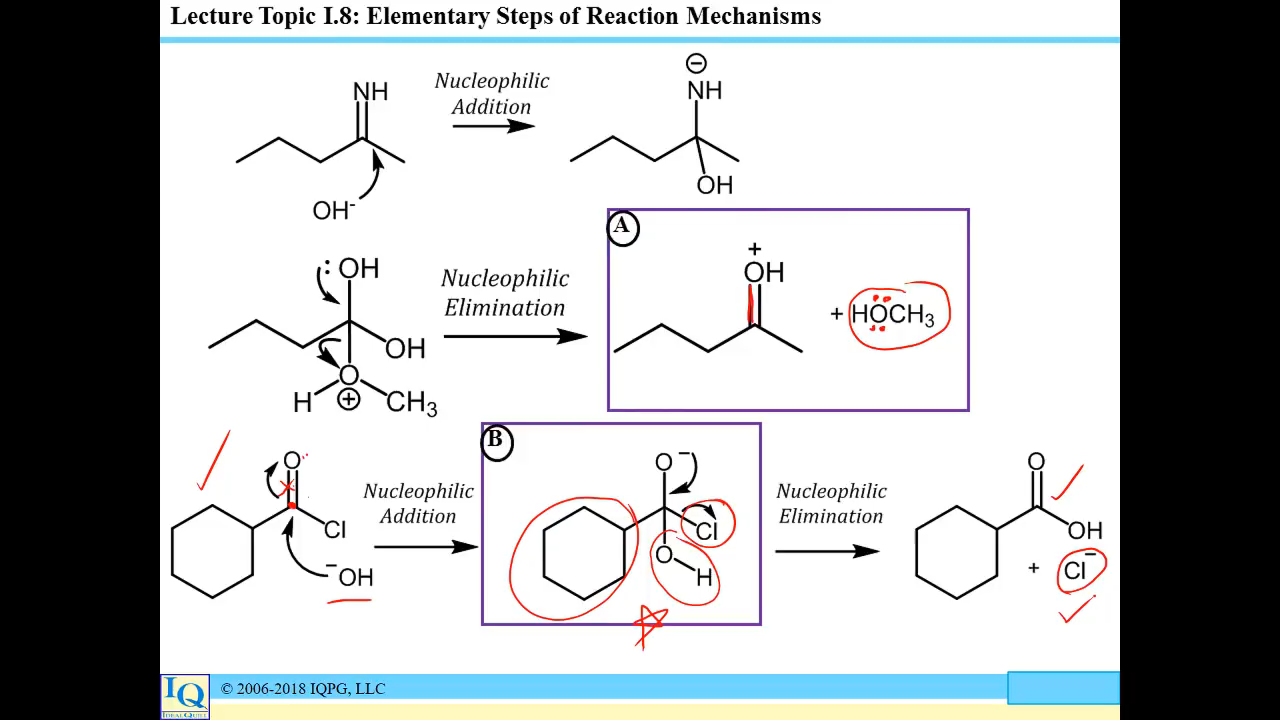 Lecture Topic I.8: Elementary Steps of Reaction Mechanisms
NH
Nucleophilic
Addition
OH-
⊖
NH
OH
:OH
OH
O
H
⊕
CH3
Nucleophilic
Elimination
A
+
OH
+ HOCH3
O
Cl
−OH
Nucleophilic
Addition
B
O −
Cl
O
H
Nucleophilic
Elimination
O
OH
+ Cl−
IQ
© 2006-2018 IQPG, LLC